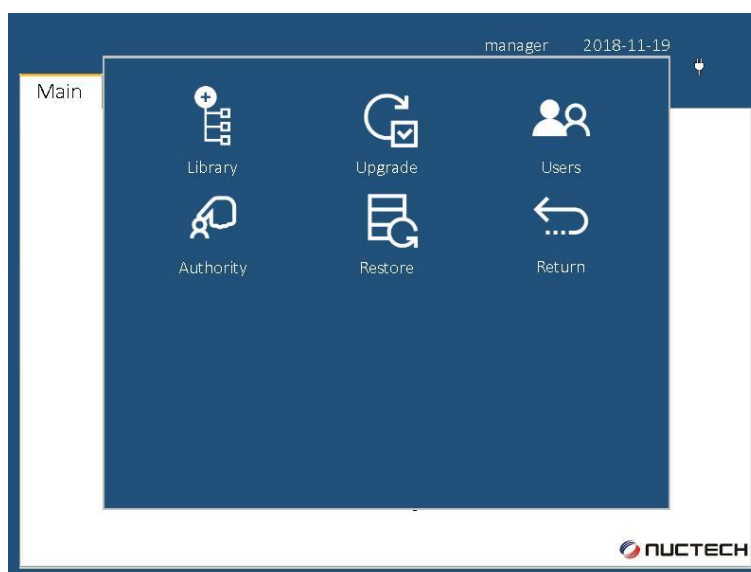 manager 2018-11-19
Main
Library Upgrade Users
Authority Restore Return
NUCTECH